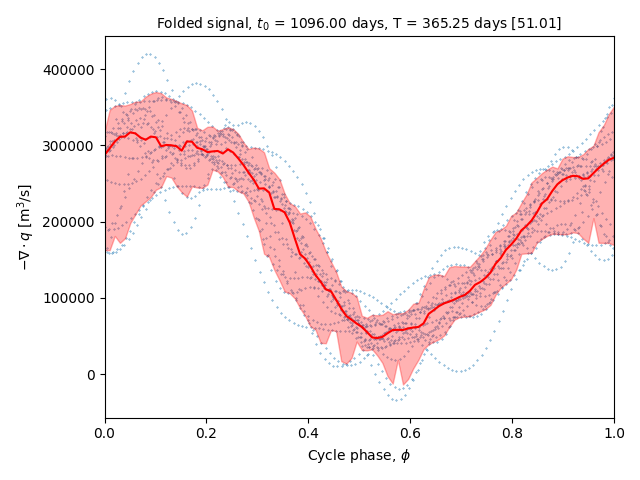 Folded signal, t₀ = 1096.00 days, T = 365.25 days [51.01]
−∇ · q [m³/s]
400000
300000
200000
100000
0
0.0 0.2 0.4 0.6 0.8 1.0
Cycle phase, ϕ